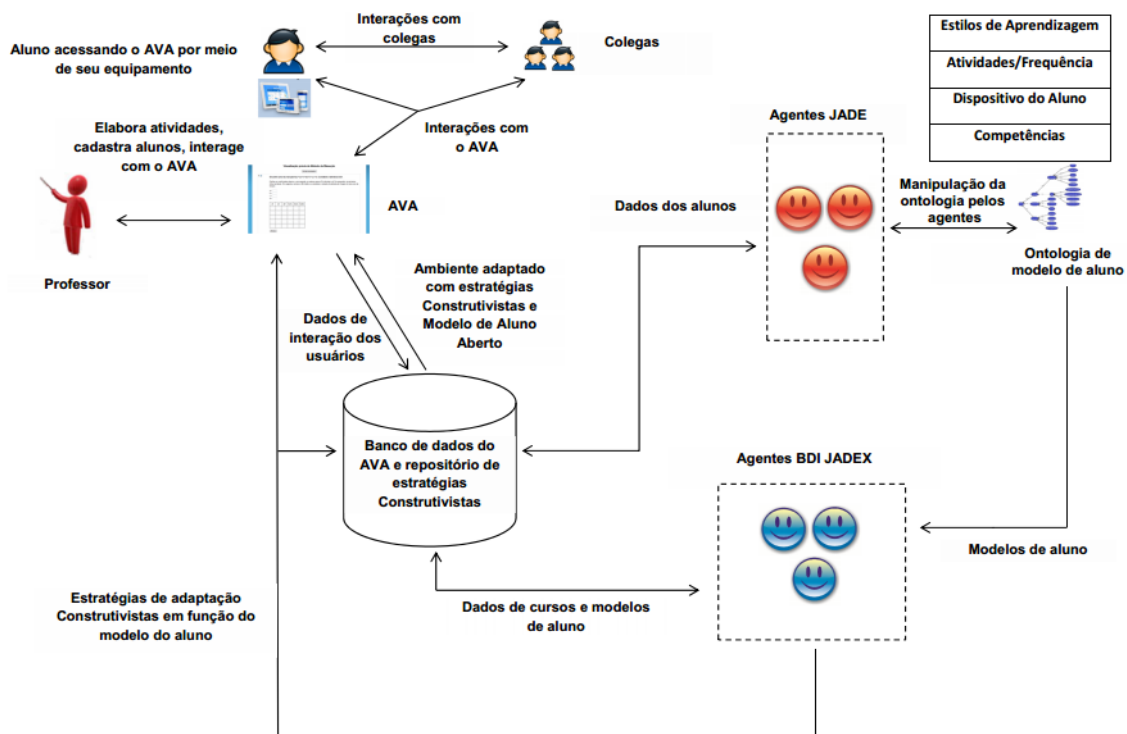 Interações com
colegas
Aluno acessando o AVA por meio
de seu equipamento
Colegas
Estilos de Aprendizagem
Atividades/Frequência
Dispositivo do Aluno
Competências
Elabora atividades,
cadastra alunos, interage
com o AVA
Interações com
o AVA
Agentes JADE
AVA
Professor
Dados dos alunos
Manipulação da
ontologia pelos
agentes
Ontologia de
modelo de aluno
Ambiente adaptado
com estratégias
Construtivistas e
Modelo de Aluno
Aberto
Dados de
interação dos
usuários
Banco de dados do
AVA e repositório de
estratégias
Construtivistas
Agentes BDI JADEX
Modelos de aluno
Estratégias de adaptação
Construtivistas em função do
modelo do aluno
Dados de cursos e modelos
de aluno